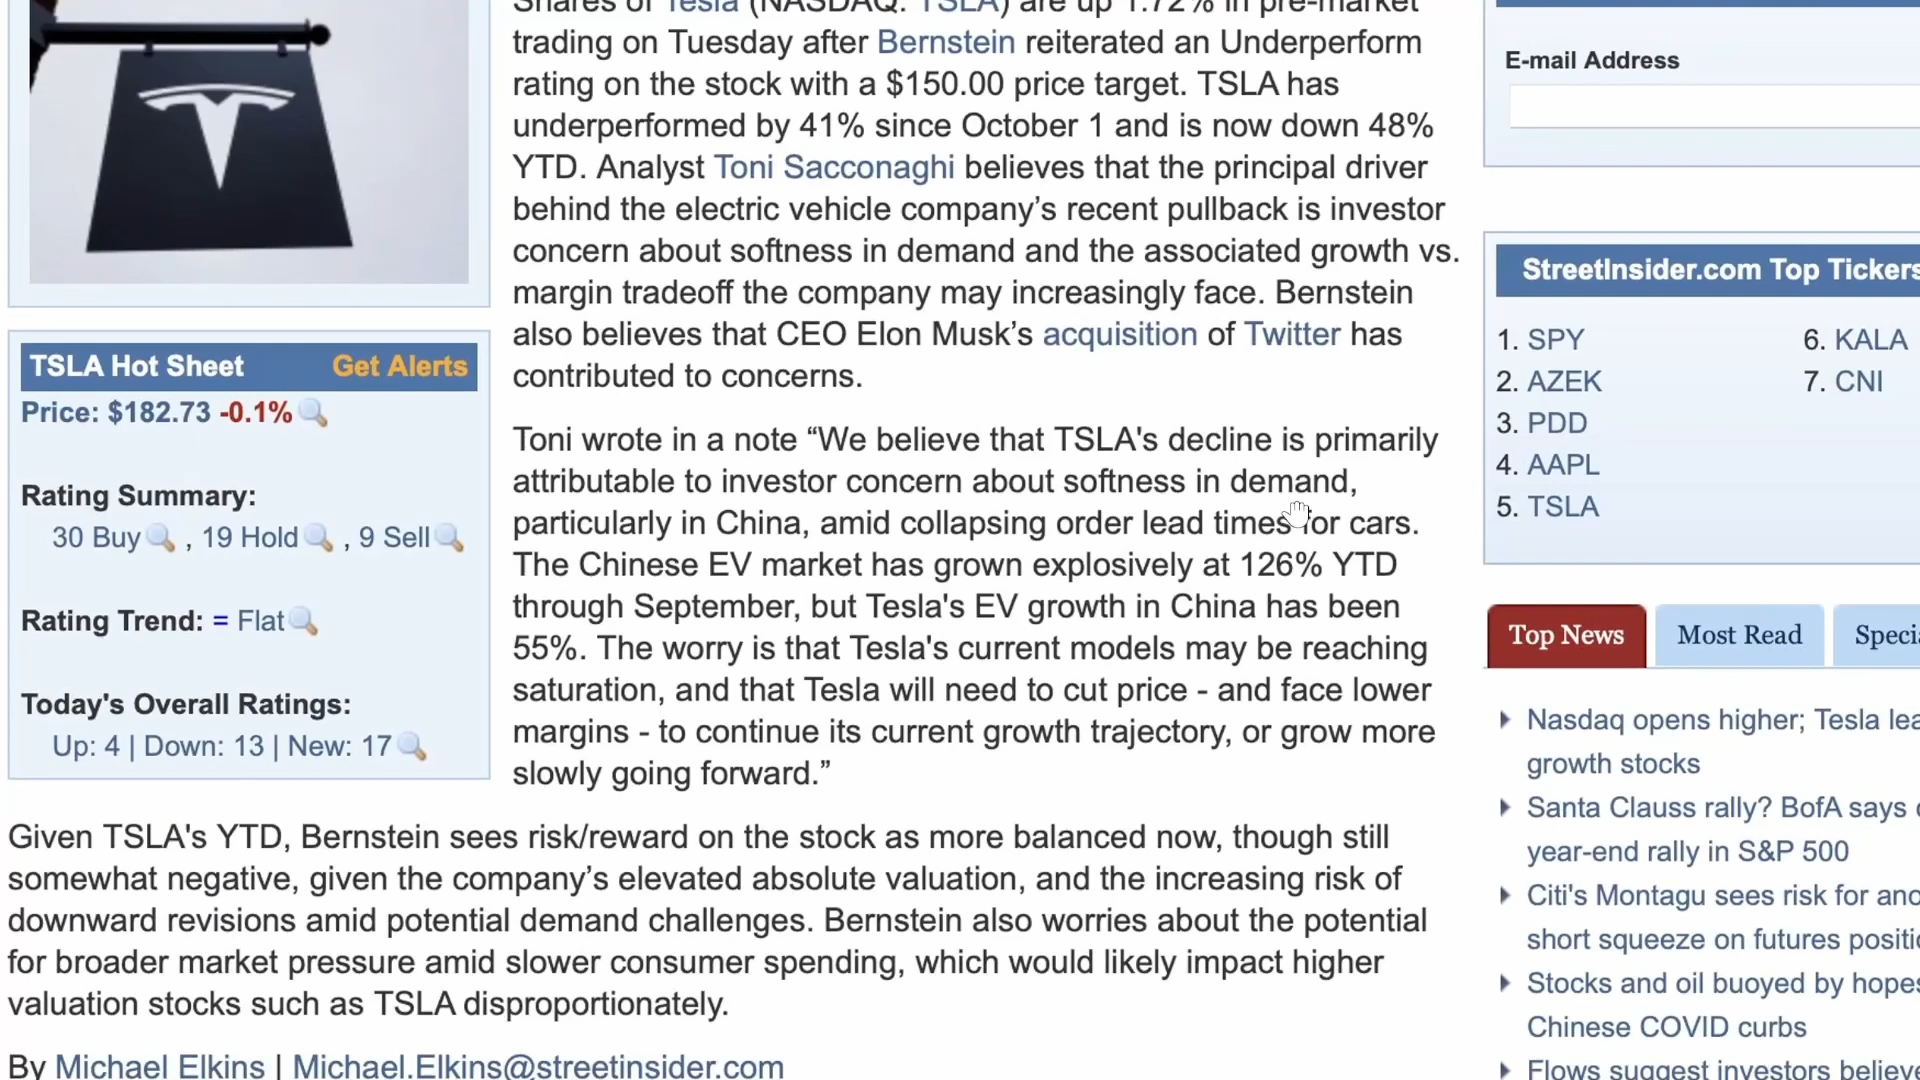 Shares of Tesla (NASDAQ: TSLA) are up 1.72% in pre-market
trading on Tuesday after Bernstein reiterated an Underperform
rating on the stock with a $150.00 price target. TSLA has
underperformed by 41% since October 1 and is now down 48%
YTD. Analyst Toni Sacconaghi believes that the principal driver
behind the electric vehicle company’s recent pullback is investor
concern about softness in demand and the associated growth vs.
margin tradeoff the company may increasingly face. Bernstein
also believes that CEO Elon Musk’s acquisition of Twitter has
contributed to concerns.
Toni wrote in a note “We believe that TSLA's decline is primarily
attributable to investor concern about softness in demand,
particularly in China, amid collapsing order lead times for cars.
The Chinese EV market has grown explosively at 126% YTD
through September, but Tesla's EV growth in China has been
55%. The worry is that Tesla's current models may be reaching
saturation, and that Tesla will need to cut price - and face lower
margins - to continue its current growth trajectory, or grow more
slowly going forward.”
Given TSLA's YTD, Bernstein sees risk/reward on the stock as more balanced now, though still
somewhat negative, given the company’s elevated absolute valuation, and the increasing risk of
downward revisions amid potential demand challenges. Bernstein also worries about the potential
for broader market pressure amid slower consumer spending, which would likely impact higher
valuation stocks such as TSLA disproportionately.
By Michael Elkins | Michael.Elkins@streetinsider.com
TSLA Hot Sheet Get Alerts
Price: $182.73 -0.1%
Rating Summary:
30 Buy , 19 Hold , 9 Sell
Rating Trend: = Flat
Today's Overall Ratings:
Up: 4 | Down: 13 | New: 17
E-mail Address
StreetInsider.com Top Tickers
1. SPY
2. AZEK
3. PDD
4. AAPL
5. TSLA
6. KALA
7. CNI
Top News Most Read
Nasdaq opens higher; Tesla
growth stocks
Santa Clauss rally? BofA says
year-end rally in S&P 500
Citi's Montagu sees risk for
short squeeze on futures
Stocks and oil buoyed by
Chinese COVID curbs
Flows suggest investors